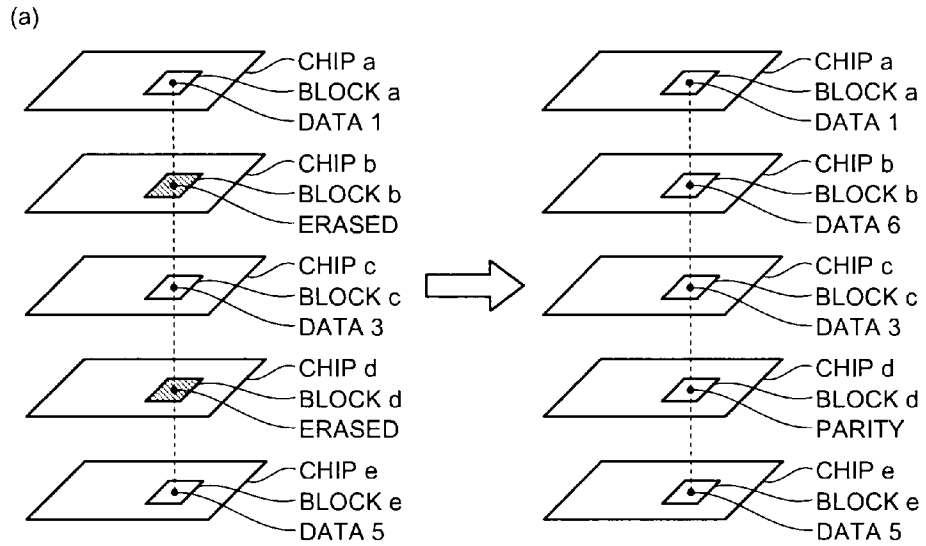 (a)
CHIP a
BLOCK a
DATA 1
CHIP b
BLOCK b
ERASED
CHIP c
BLOCK c
DATA 3
CHIP d
BLOCK d
ERASED
CHIP e
BLOCK e
DATA 5
CHIP a
BLOCK a
DATA 1
CHIP b
BLOCK b
DATA 6
CHIP c
BLOCK c
DATA 3
CHIP d
BLOCK d
PARITY
CHIP e
BLOCK e
DATA 5